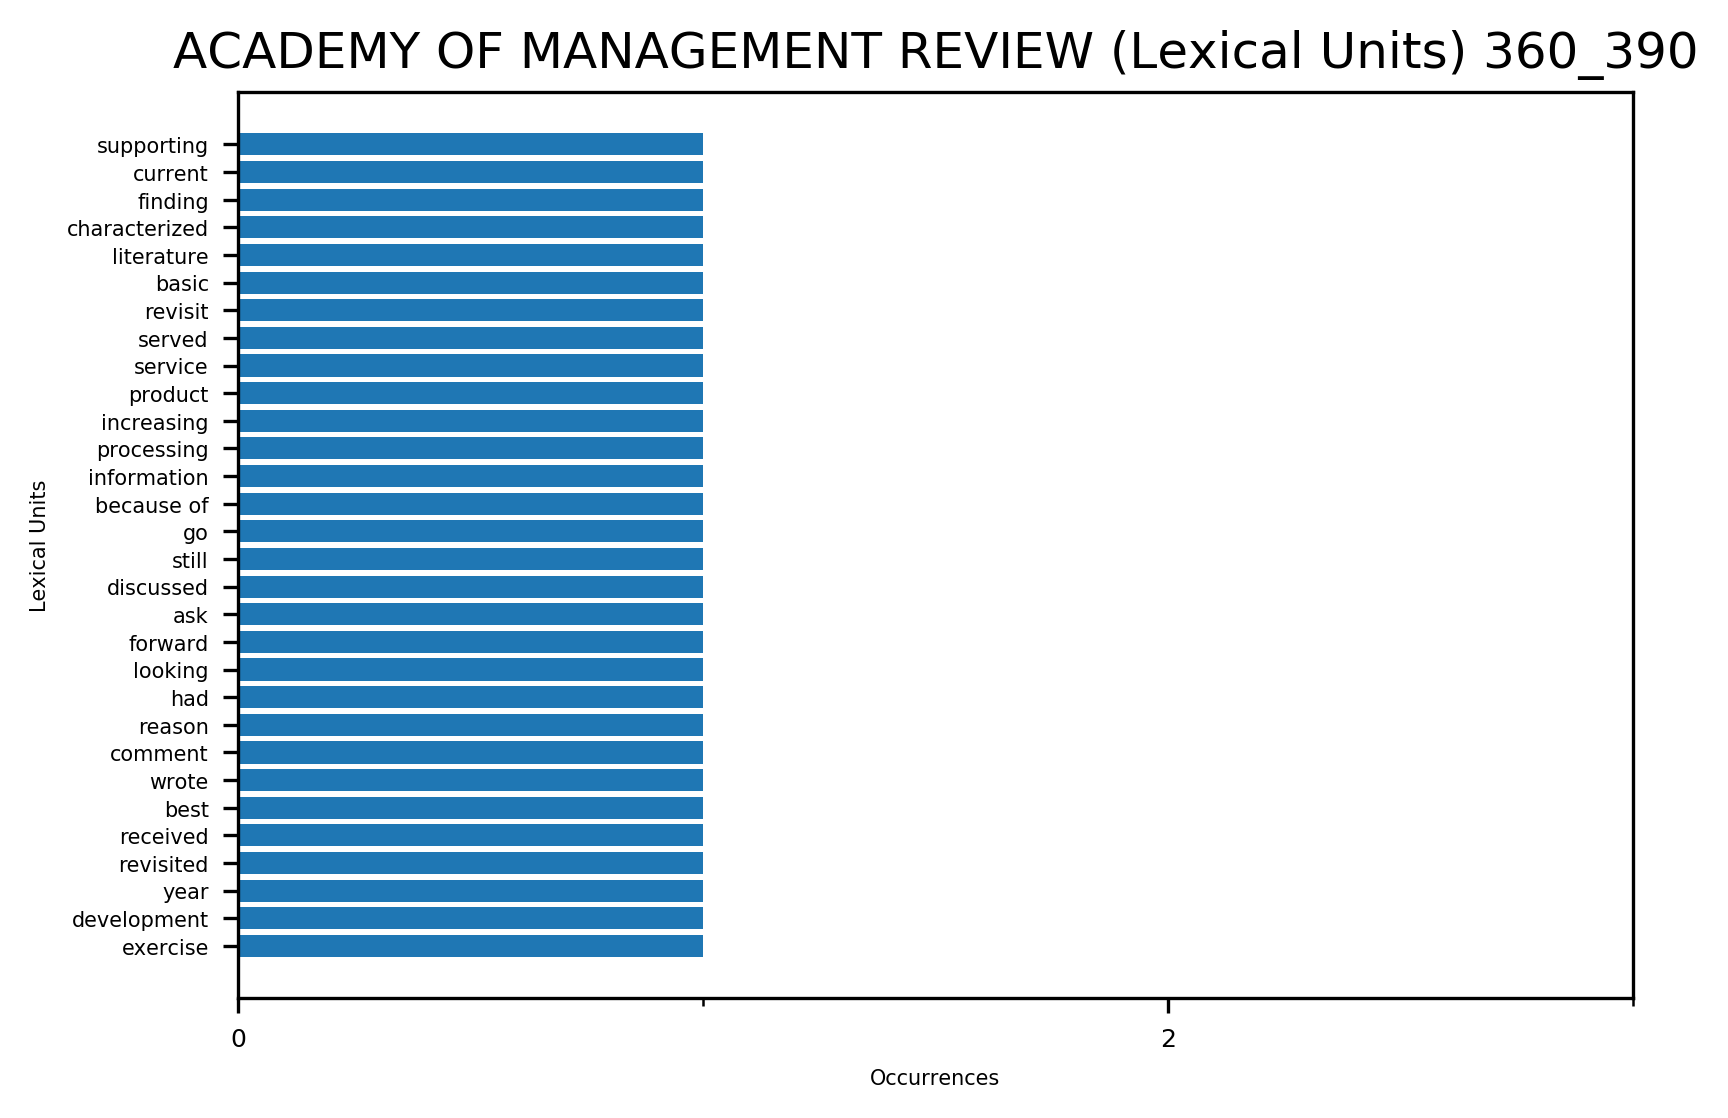 ACADEMY OF MANAGEMENT REVIEW (Lexical Units) 360_390
supporting
current
finding
characterized
literature
basic
revisit
served
service
product
increasing
processing
information
because of
go
still
discussed
ask
forward
looking
had
reason
comment
wrote
best
received
revisited
year
development
exercise
Lexical Units
0
2
Occurrences